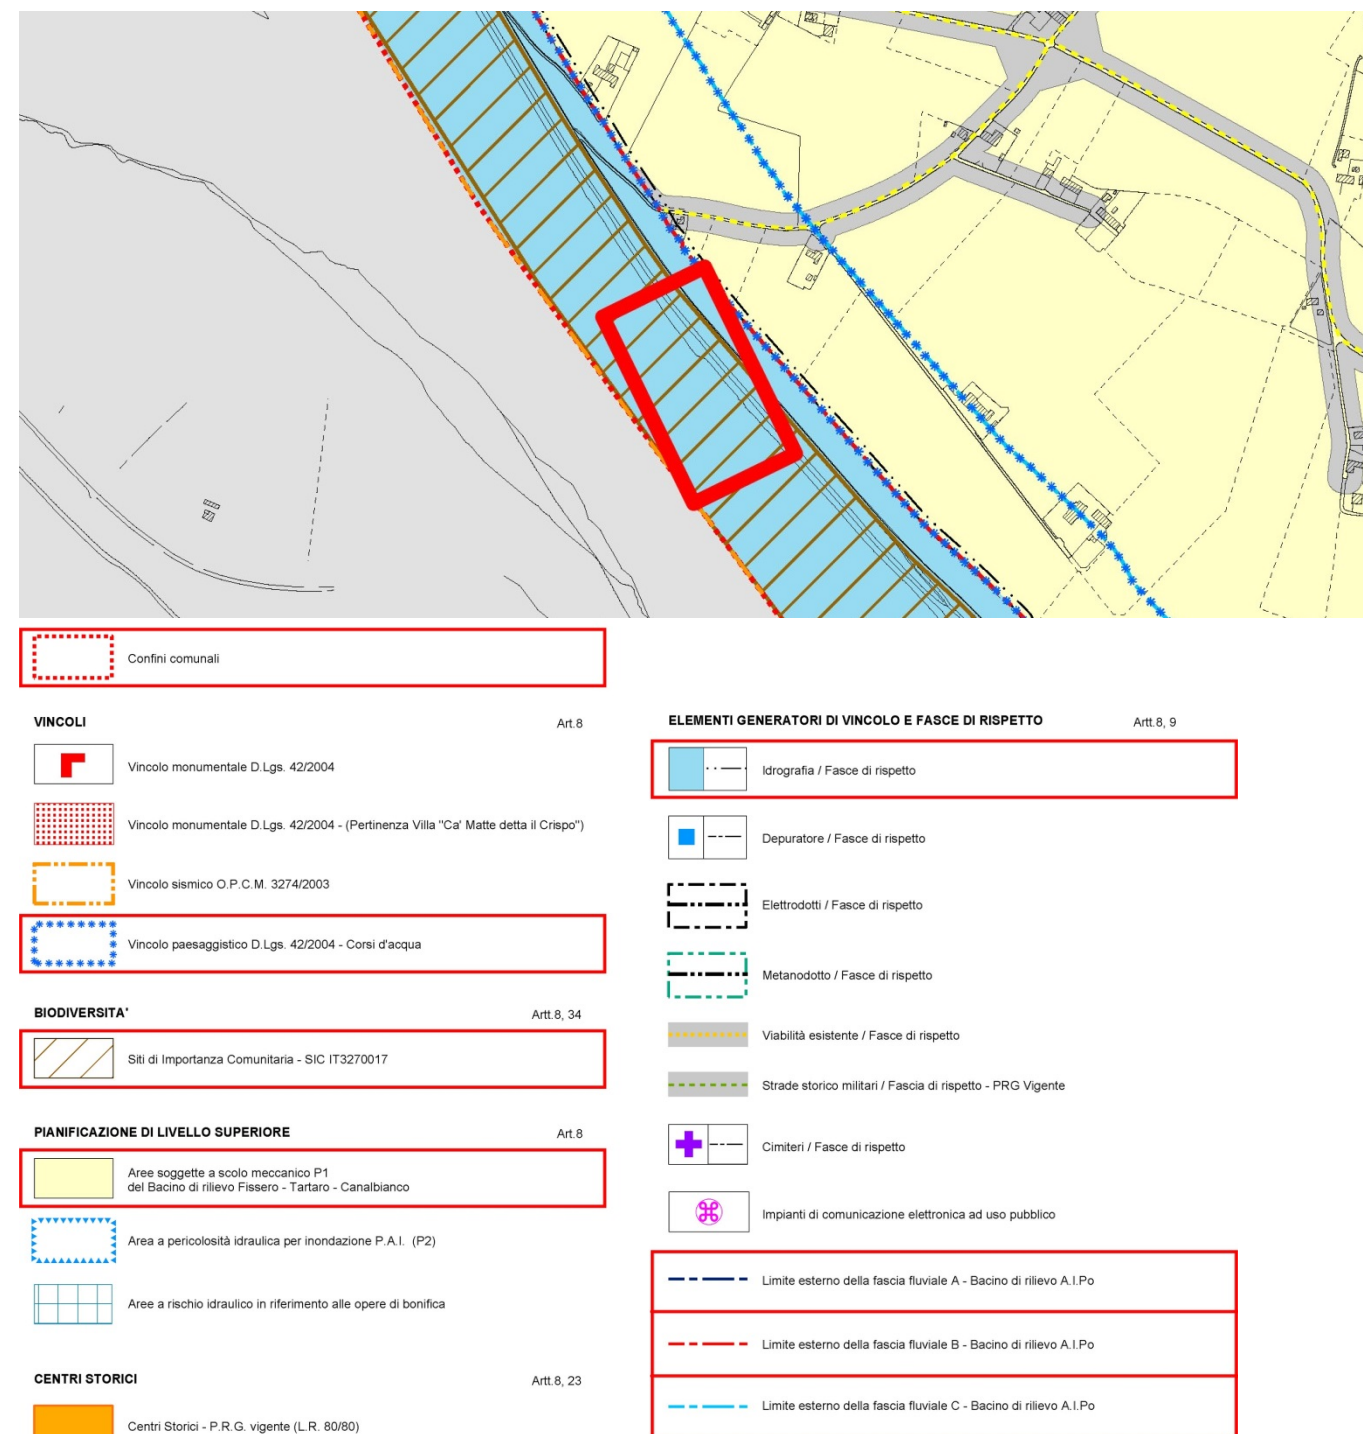 Confini comunali
VINCOLI
Art.8
Vincolo monumentale D.Lgs. 42/2004
Vincolo monumentale D.Lgs. 42/2004 - (Pertinenza Villa "Ca' Matte detta il Crispo")
Vincolo sismico O.P.C.M. 3274/2003
Vincolo paesaggistico D.Lgs. 42/2004 - Corsi d'acqua
BIODIVERSITA'
Artt.8, 34
Siti di Importanza Comunitaria - SIC IT3270017
PIANIFICAZIONE DI LIVELLO SUPERIORE
Art.8
Aree soggette a scolo meccanico P1
del Bacino di rilievo Fissero - Tartaro - Canalbianco
Area a pericolosità idraulica per inondazione P.A.I. (P2)
Aree a rischio idraulico in riferimento alle opere di bonifica
CENTRI STORICI
Artt.8, 23
Centri Storici - P.R.G. vigente (L.R. 80/80)
ELEMENTI GENERATORI DI VINCOLO E FASCE DI RISPETTO
Artt.8, 9
Idrografia / Fasce di rispetto
Depuratore / Fasce di rispetto
Elettrodotti / Fasce di rispetto
Metanodotto / Fasce di rispetto
Viabilità esistente / Fasce di rispetto
Strade storico militari / Fascia di rispetto - PRG Vigente
Cimiteri / Fasce di rispetto
Impianti di comunicazione elettronica ad uso pubblico
Limite esterno della fascia fluviale A - Bacino di rilievo A.I.Po
Limite esterno della fascia fluviale B - Bacino di rilievo A.I.Po
Limite esterno della fascia fluviale C - Bacino di rilievo A.I.Po